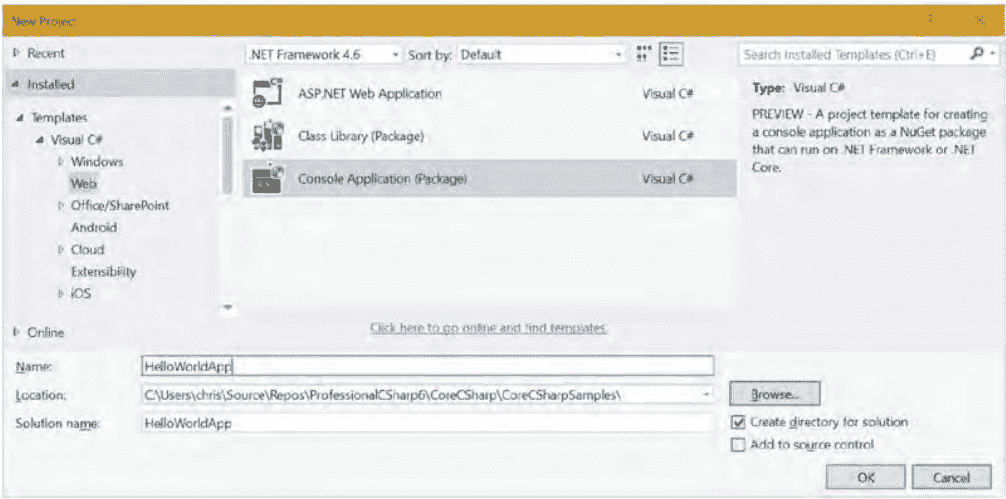 New Project
? ×
Recent
.NET Framework 4.6
Sort by: Default
Search Installed Templates (Ctrl+E)
Installed
Templates
Visual C#
Windows
Web
Office/SharePoint
Android
Cloud
Extensibility
iOS
Online
ASP.NET Web Application Visual C#
Class Library (Package) Visual C#
Console Application (Package) Visual C#
Click here to go online and find templates.
Type: Visual C#
PREVIEW - A project template for creating
a console application as a NuGet package
that can run on .NET Framework or .NET
Core.
Name: HelloWorldApp
Location: C:\Users\chris\Source\Repos\ProfessionalCSharp6\CoreCSharp\CoreCSharpSamples\
Browse...
Solution name: HelloWorldApp
Create directory for solution
Add to source control
OK Cancel